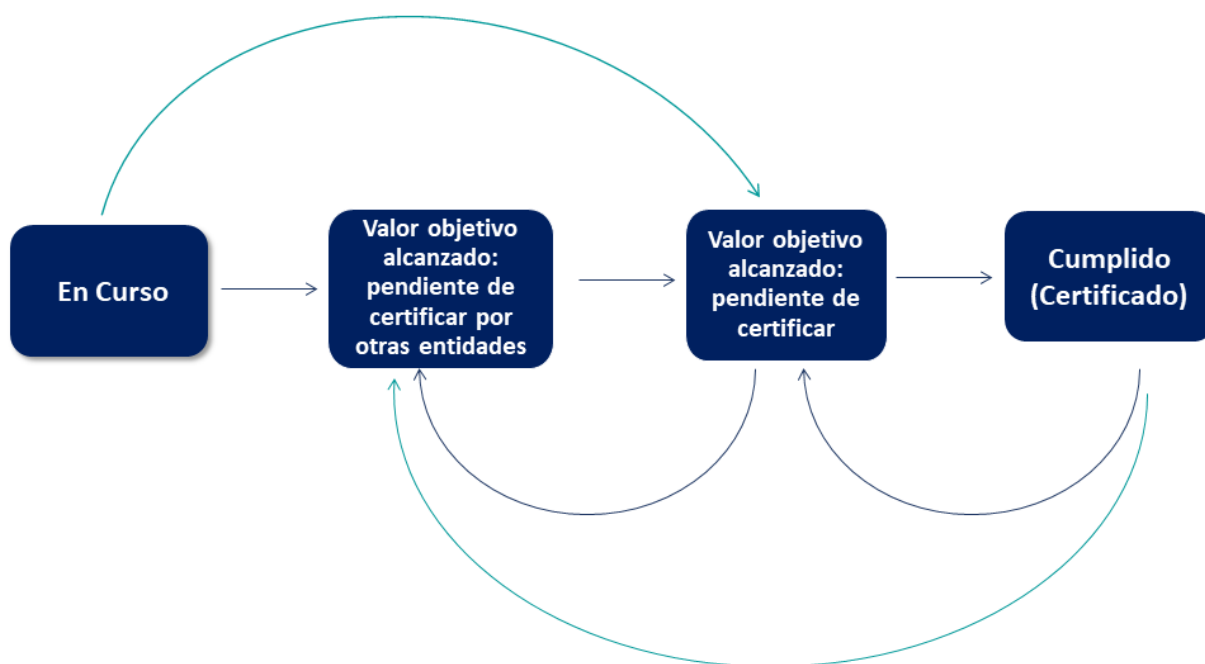 En Curso
Valor objetivo
alcanzado:
pendiente de
certificar por
otras entidades
Valor objetivo
alcanzado:
pendiente de
certificar
Cumplido
(Certificado)